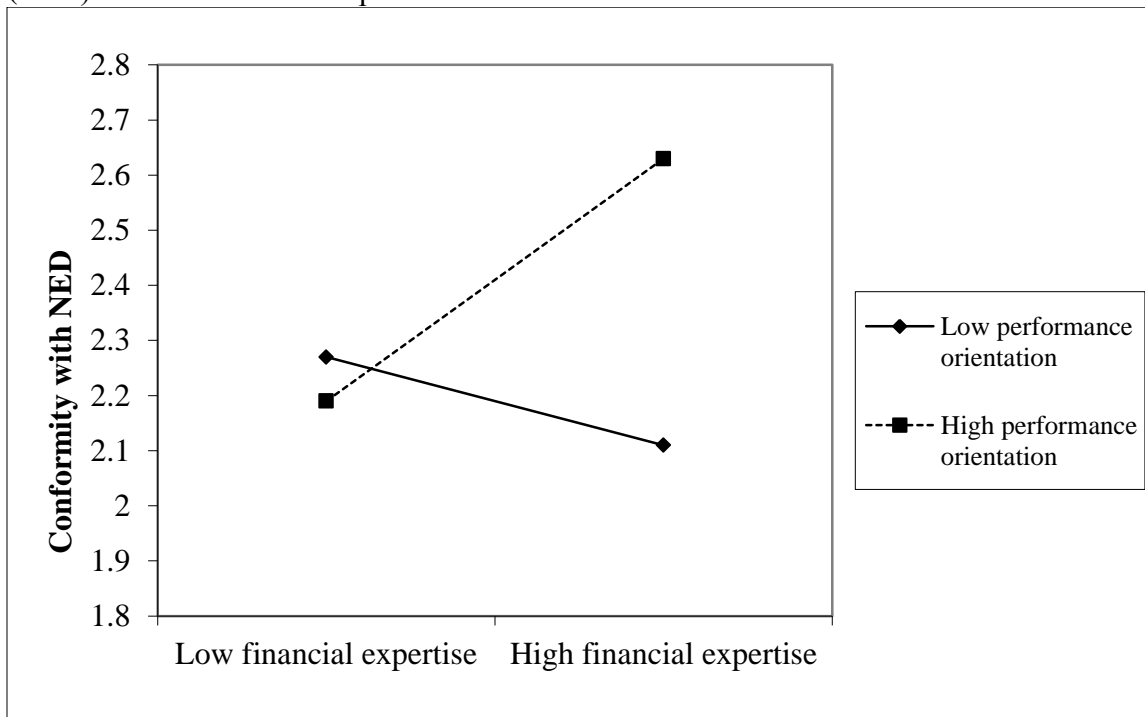 2.8
2.7
2.6
2.5
2.4
2.3
2.2
2.1
2
1.9
1.8
Conformity with NED
Low financial expertise
High financial expertise
Low performance
orientation
High performance
orientation